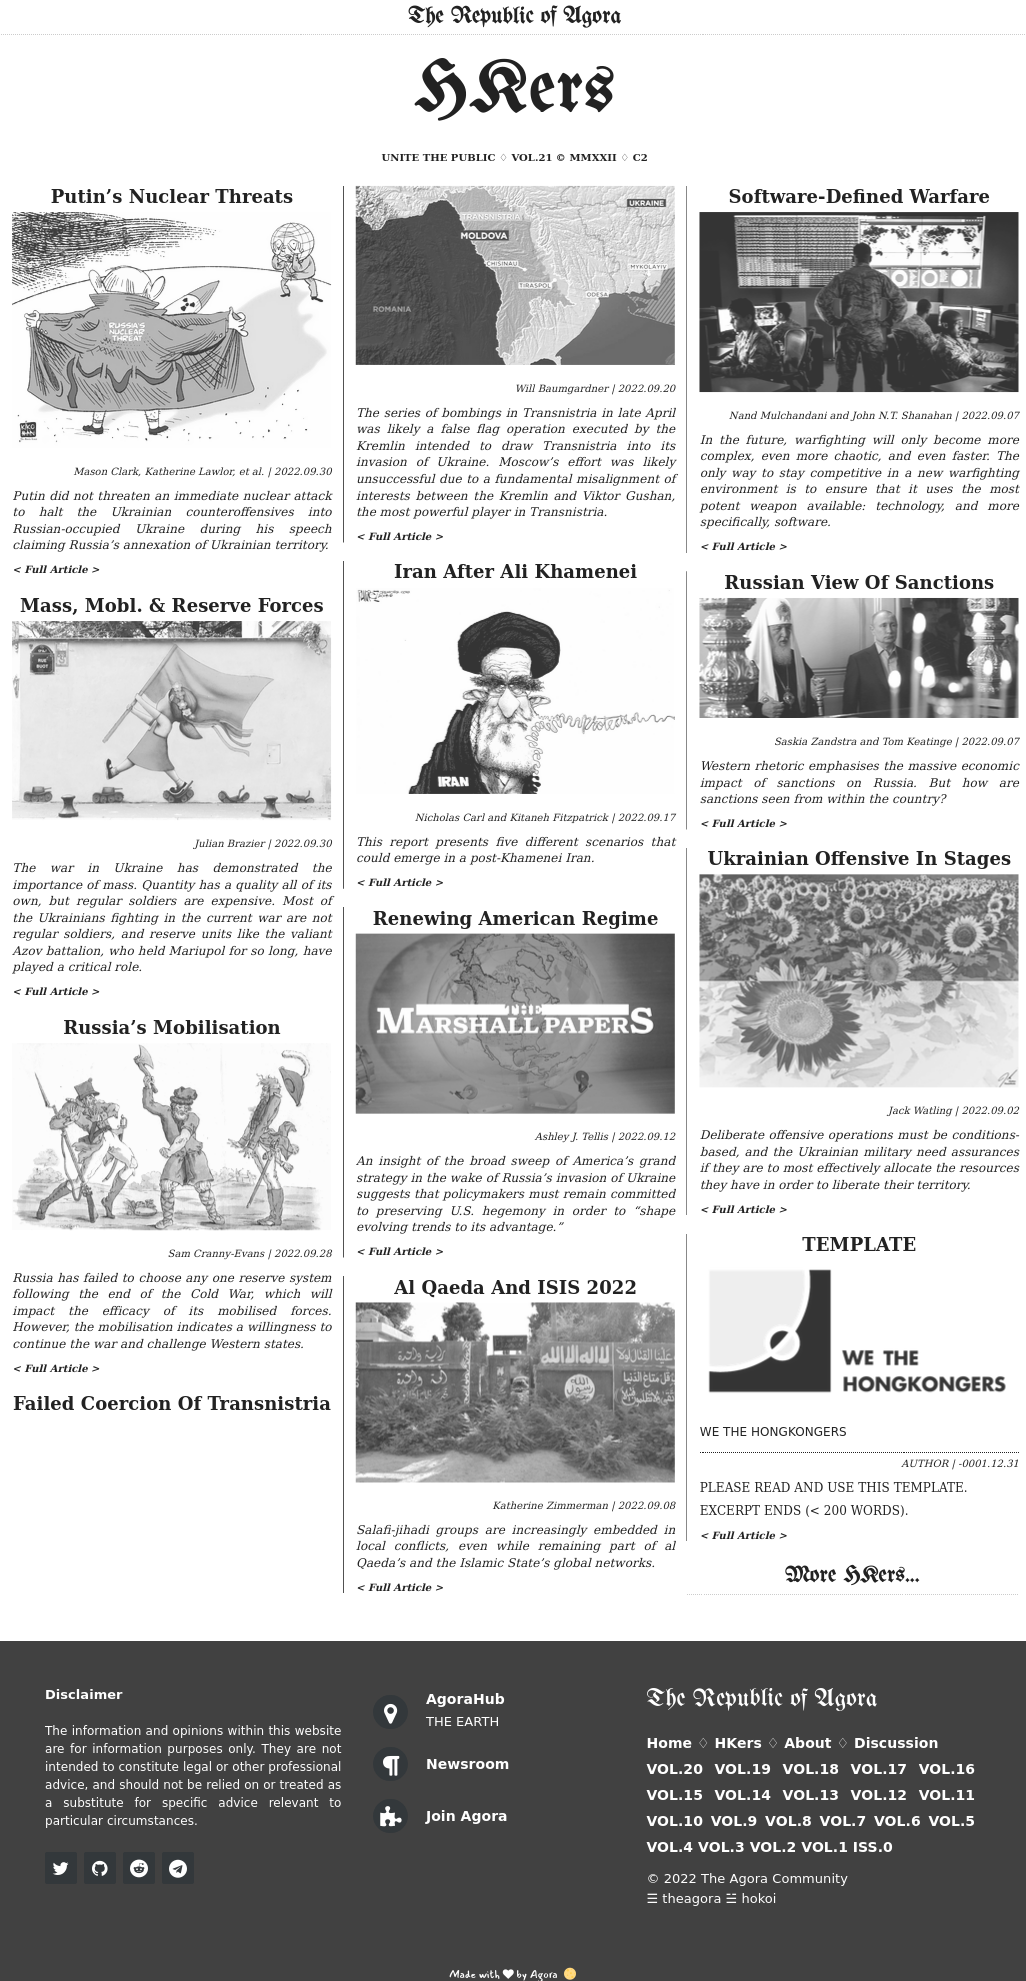 The Republic of Agora
HKers
UNITE THE PUBLIC ♢ VOL.21 © MMXXII ♢ C2
Putin’s Nuclear Threats
RUSSIA'S
NUCLEAR
THREAT
Mason Clark, Katherine Lawlor, et al. | 2022.09.30
Putin did not threaten an immediate nuclear attack
to halt the Ukrainian counteroffensives into
Russian-occupied Ukraine during his speech
claiming Russia’s annexation of Ukrainian territory.
< Full Article >
Mass, Mobl. & Reserve Forces
RUE
BUOT
Julian Brazier | 2022.09.30
The war in Ukraine has demonstrated the
importance of mass. Quantity has a quality all of its
own, but regular soldiers are expensive. Most of
the Ukrainians fighting in the current war are not
regular soldiers, and reserve units like the valiant
Azov battalion, who held Mariupol for so long, have
played a critical role.
< Full Article >
Russia’s Mobilisation
Sam Cranny-Evans | 2022.09.28
Russia has failed to choose any one reserve system
following the end of the Cold War, which will
impact the efficacy of its mobilised forces.
However, the mobilisation indicates a willingness to
continue the war and challenge Western states.
< Full Article >
Failed Coercion Of Transnistria
UKRAINE
TRANSNISTRIA
MOLDOVA
CHISINAU
MYKOLAYIV
TIRASPOL
ODESA
ROMANIA
Will Baumgardner | 2022.09.20
The series of bombings in Transnistria in late April
was likely a false flag operation executed by the
Kremlin intended to draw Transnistria into its
invasion of Ukraine. Moscow’s effort was likely
unsuccessful due to a fundamental misalignment of
interests between the Kremlin and Viktor Gushan,
the most powerful player in Transnistria.
< Full Article >
Iran After Ali Khamenei
IRAN
Nicholas Carl and Kitaneh Fitzpatrick | 2022.09.17
This report presents five different scenarios that
could emerge in a post-Khamenei Iran.
< Full Article >
Renewing American Regime
THE
MARSHALL PAPERS
Ashley J. Tellis | 2022.09.12
An insight of the broad sweep of America’s grand
strategy in the wake of Russia’s invasion of Ukraine
suggests that policymakers must remain committed
to preserving U.S. hegemony in order to “shape
evolving trends to its advantage.”
< Full Article >
Al Qaeda And ISIS 2022
لا اله الا الله
الله
رسول
Katherine Zimmerman | 2022.09.08
Salafi-jihadi groups are increasingly embedded in
local conflicts, even while remaining part of al
Qaeda’s and the Islamic State’s global networks.
< Full Article >
Software-Defined Warfare
Nand Mulchandani and John N.T. Shanahan | 2022.09.07
In the future, warfighting will only become more
complex, even more chaotic, and even faster. The
only way to stay competitive in a new warfighting
environment is to ensure that it uses the most
potent weapon available: technology, and more
specifically, software.
< Full Article >
Russian View Of Sanctions
Saskia Zandstra and Tom Keatinge | 2022.09.07
Western rhetoric emphasises the massive economic
impact of sanctions on Russia. But how are
sanctions seen from within the country?
< Full Article >
Ukrainian Offensive In Stages
Jack Watling | 2022.09.02
Deliberate offensive operations must be conditions-
based, and the Ukrainian military need assurances
if they are to most effectively allocate the resources
they have in order to liberate their territory.
< Full Article >
TEMPLATE
WE THE
HONGKONGERS
WE THE HONGKONGERS
AUTHOR | -0001.12.31
PLEASE READ AND USE THIS TEMPLATE.
EXCERPT ENDS (< 200 WORDS).
< Full Article >
More HKers...
Disclaimer
The information and opinions within this website
are for information purposes only. They are not
intended to constitute legal or other professional
advice, and should not be relied on or treated as
a substitute for specific advice relevant to
particular circumstances.
AgoraHub
THE EARTH
Newsroom
Join Agora
The Republic of Agora
Home ♢ HKers ♢ About ♢ Discussion
VOL.20 VOL.19 VOL.18 VOL.17 VOL.16
VOL.15 VOL.14 VOL.13 VOL.12 VOL.11
VOL.10 VOL.9 VOL.8 VOL.7 VOL.6 VOL.5
VOL.4 VOL.3 VOL.2 VOL.1 ISS.0
© 2022 The Agora Community
☰ theagora ☱ hokoi
Made with ♥ by Agora